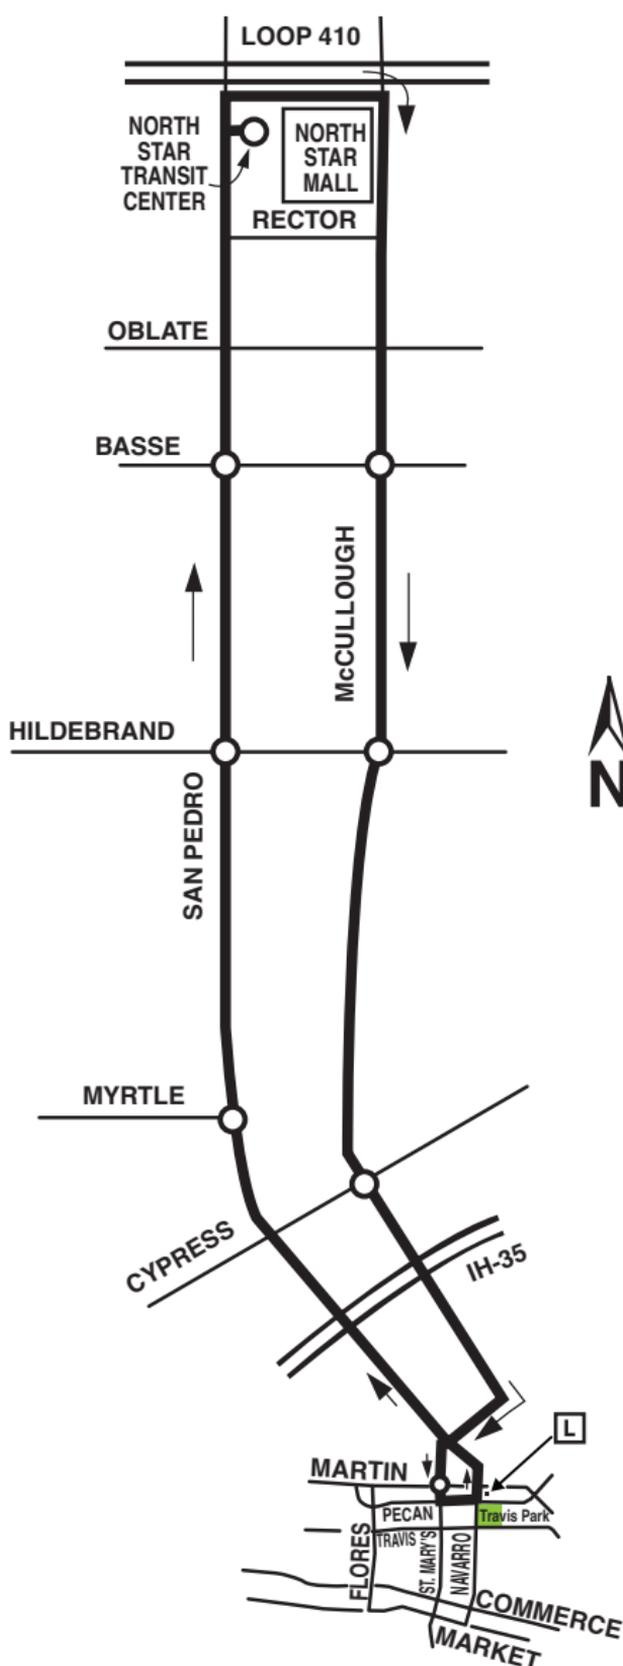 LOOP 410
NORTH
STAR
TRANSIT
CENTER
NORTH
STAR
MALL
RECTOR
OBLATE
BASSE
McCULLOUGH
HILDEBRAND
N
SAN PEDRO
MYRTLE
CYPRESS
IH-35
L
MARTIN
PECAN
Travis Park
TRAVIS
FLORES
ST. MARY'S
NAVARRO
COMMERCE
MARKET